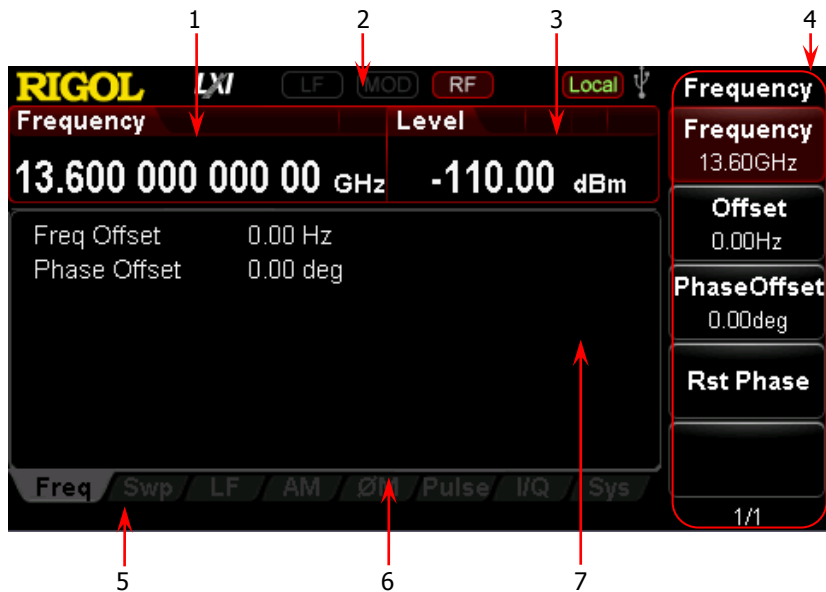 1 2 3 4
RIGOL LXI LF MOD RF Local
Frequency Level
13.600 000 000 00 GHz -110.00 dBm
Freq Offset 0.00 Hz
Phase Offset 0.00 deg
Freq Swp LF AM ØM Pulse I/Q Sys
Frequency
Frequency
13.60GHz
Offset
0.00Hz
PhaseOffset
0.00deg
Rst Phase
1/1
5 6 7